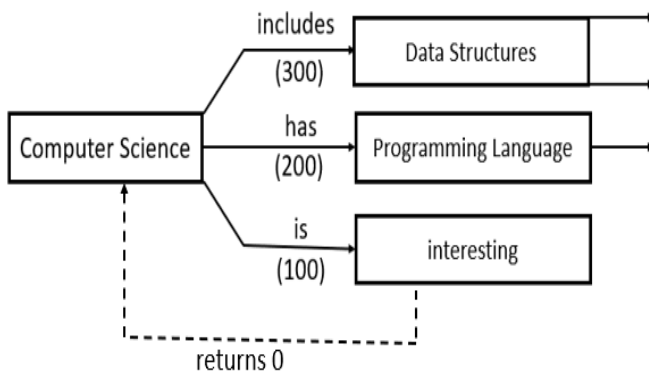 includes
(300)
Data Structures
Computer Science
has
(200)
Programming Language
is
(100)
interesting
returns 0